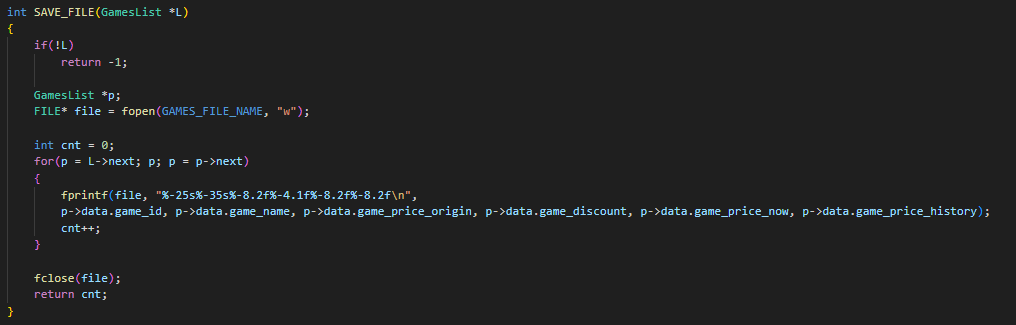 int SAVE_FILE(GamesList *L)
{
    if(!L)
        return -1;

    GamesList *p;
    FILE* file = fopen(GAMES_FILE_NAME, "w");

    int cnt = 0;
    for(p = L->next; p; p = p->next)
    {
        fprintf(file, "%-25s%-35s%-8.2f%-4.1f%-8.2f%-8.2f\n",
        p->data.game_id, p->data.game_name, p->data.game_price_origin, p->data.game_discount, p->data.game_price_now, p->data.game_price_history);
        cnt++;
    }

    fclose(file);
    return cnt;
}